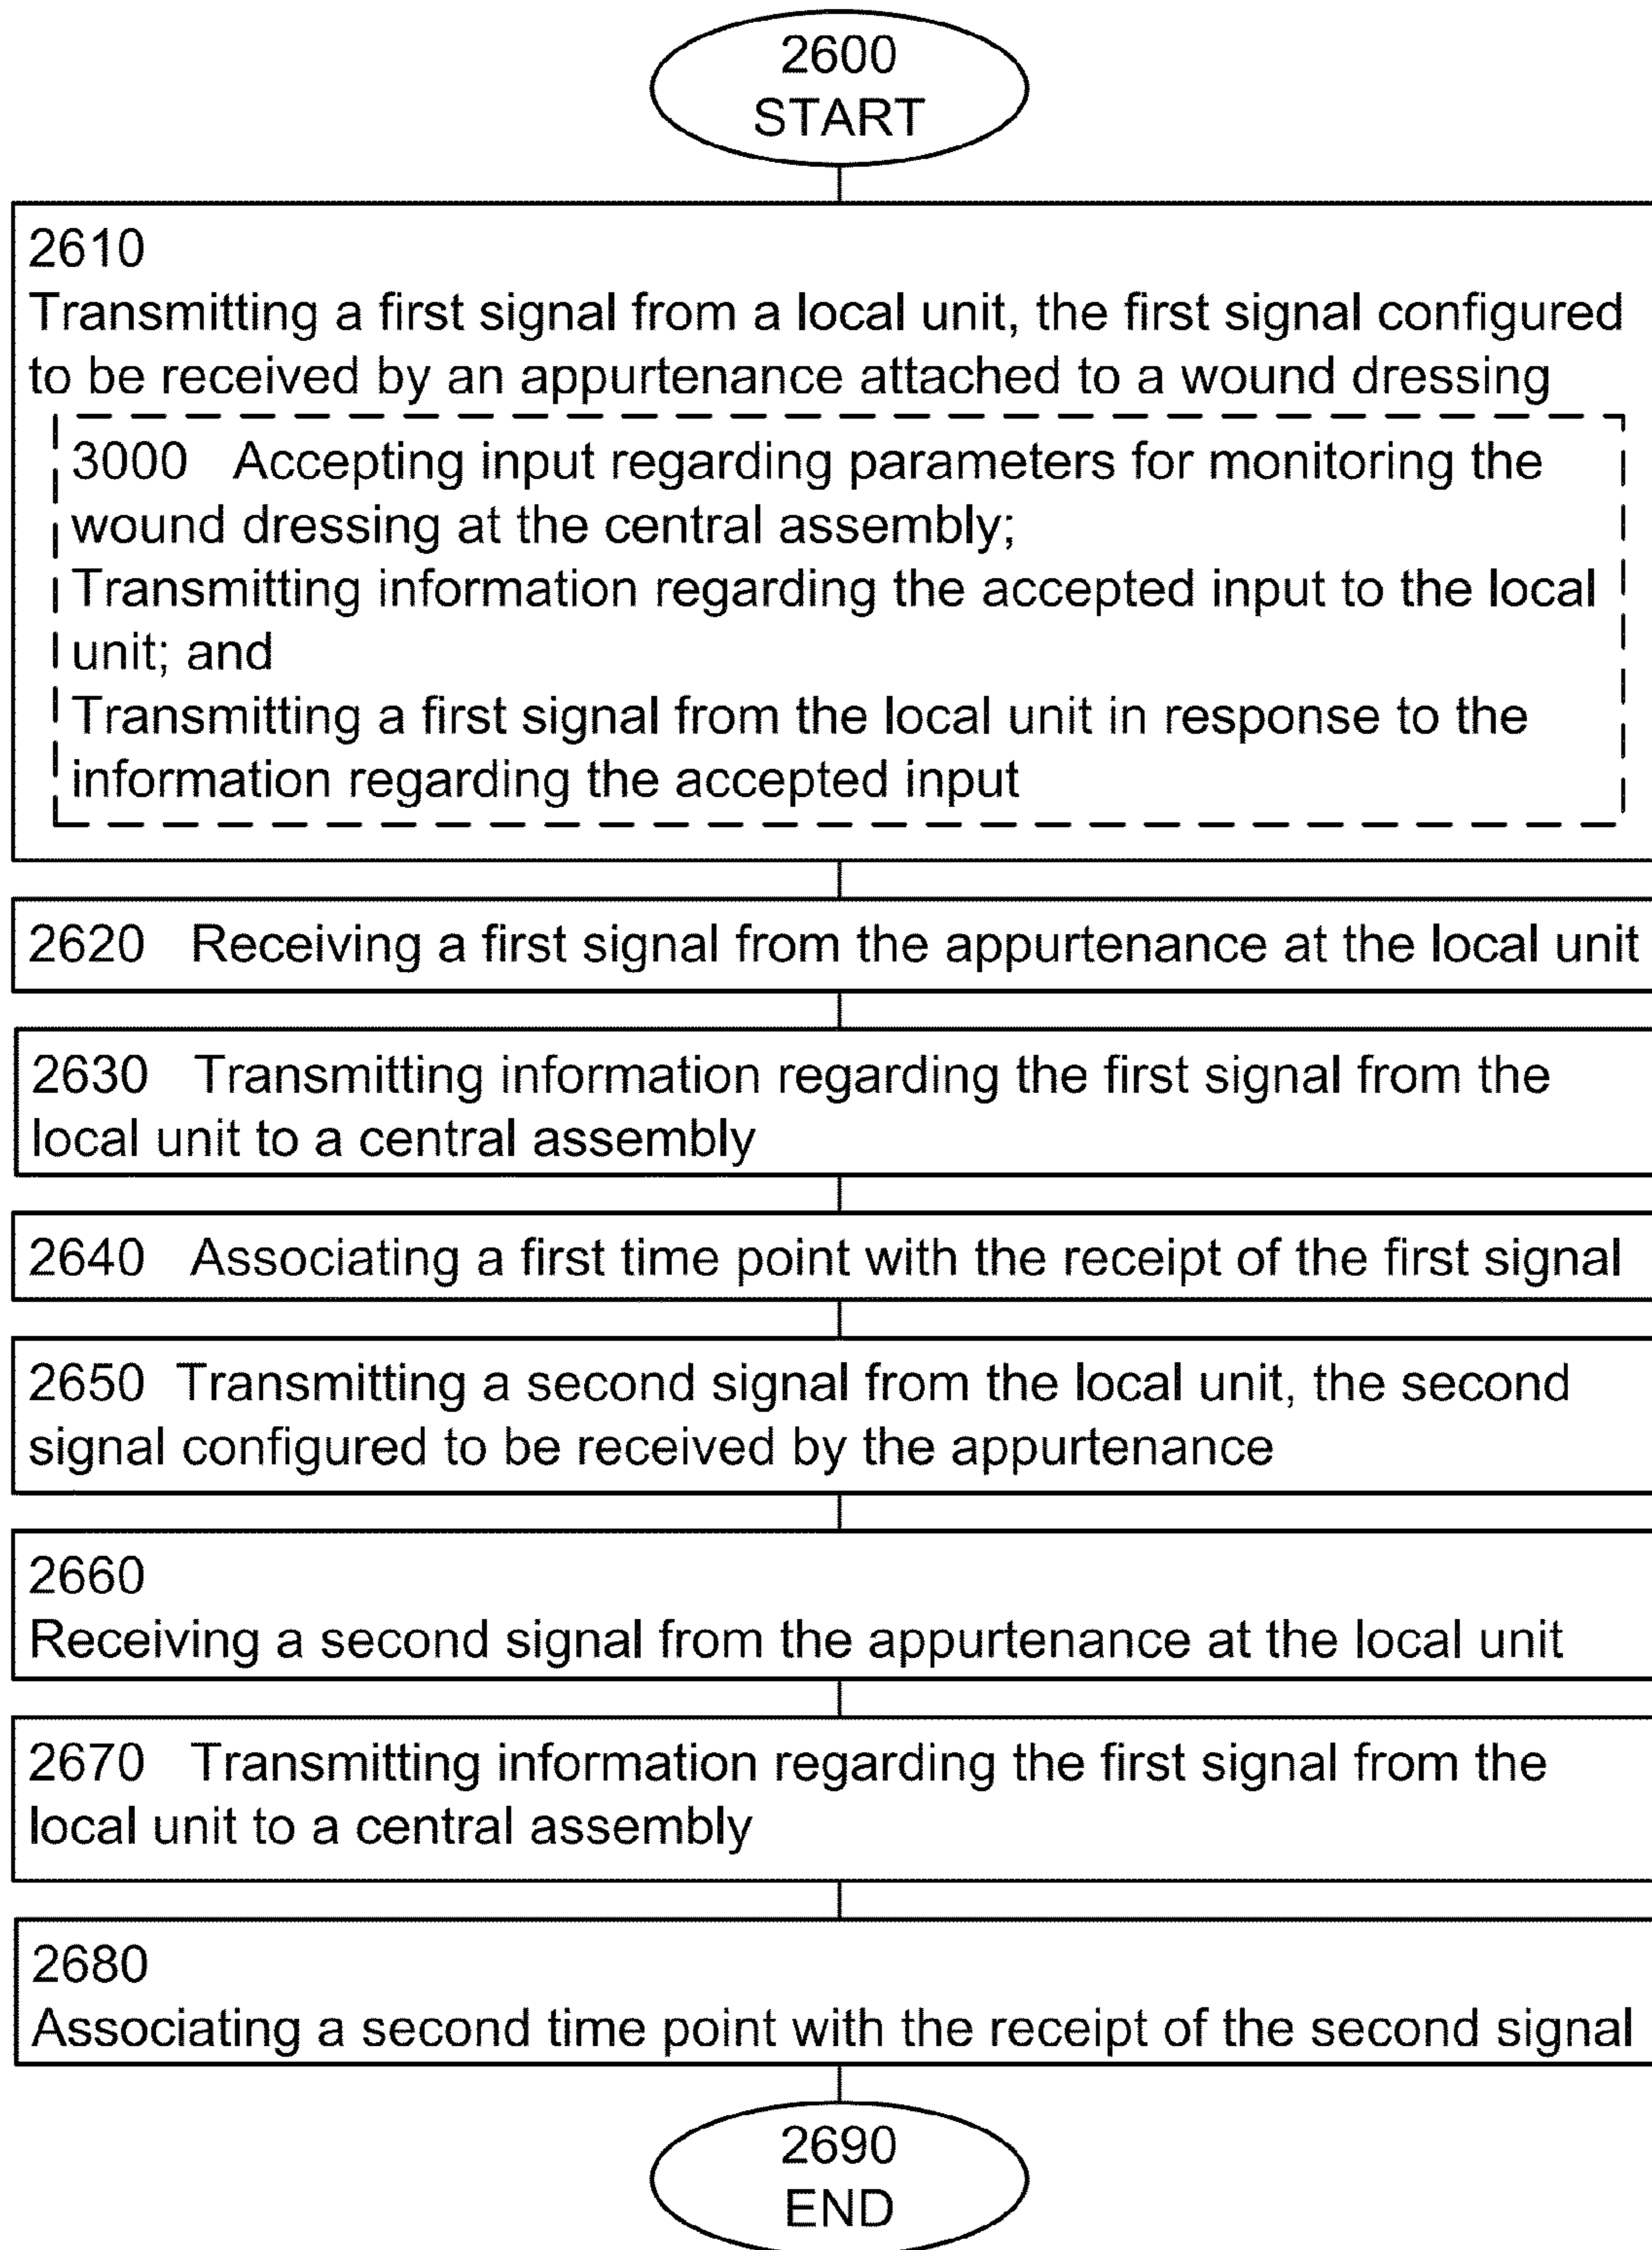 2600
START
2610
Transmitting a first signal from a local unit, the first signal configured
to be received by an appurtenance attached to a wound dressing
3000 Accepting input regarding parameters for monitoring the
wound dressing at the central assembly;
Transmitting information regarding the accepted input to the local
unit; and
Transmitting a first signal from the local unit in response to the
information regarding the accepted input
2620 Receiving a first signal from the appurtenance at the local unit
2630 Transmitting information regarding the first signal from the
local unit to a central assembly
2640 Associating a first time point with the receipt of the first signal
2650 Transmitting a second signal from the local unit, the second
signal configured to be received by the appurtenance
2660
Receiving a second signal from the appurtenance at the local unit
2670 Transmitting information regarding the first signal from the
local unit to a central assembly
2680
Associating a second time point with the receipt of the second signal
2690
END